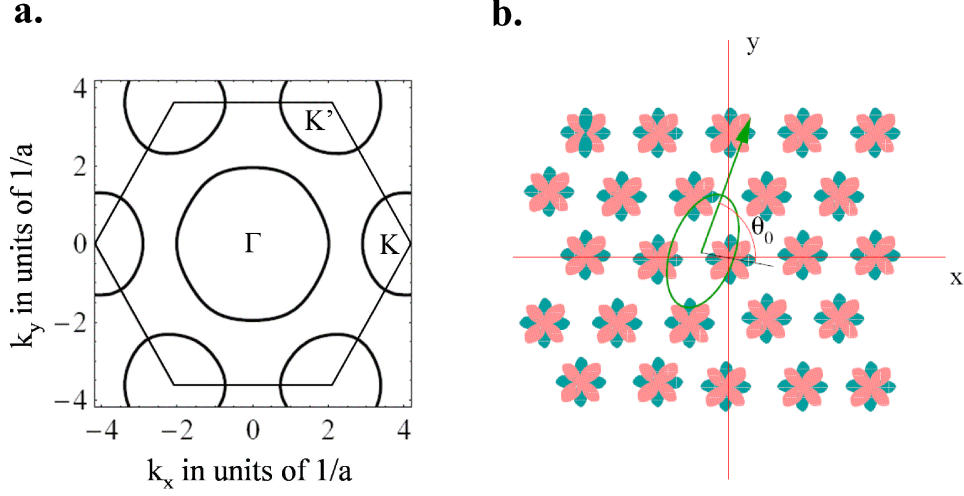 a.
b.
4
2
0
−2
−4
−4
−2
0
2
4
k_y in units of 1/a
k_x in units of 1/a
K'
Γ
K
y
θ_0
x